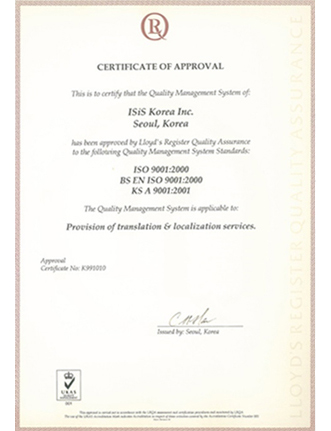 CERTIFICATE OF APPROVAL
This is to certify that the Quality Management System of:
ISiS Korea Inc.
Seoul, Korea
has been approved by Lloyd's Register Quality Assurance
to the following Quality Management System Standards:
ISO 9001:2000
BS EN ISO 9001:2000
KS A 9001:2001
The Quality Management System is applicable to:
Provision of translation & localization services.
Approval
Certificate No: K991010
Issued by: Seoul, Korea
UKAS
LLOYD'S REGISTER QUALITY ASSURANCE